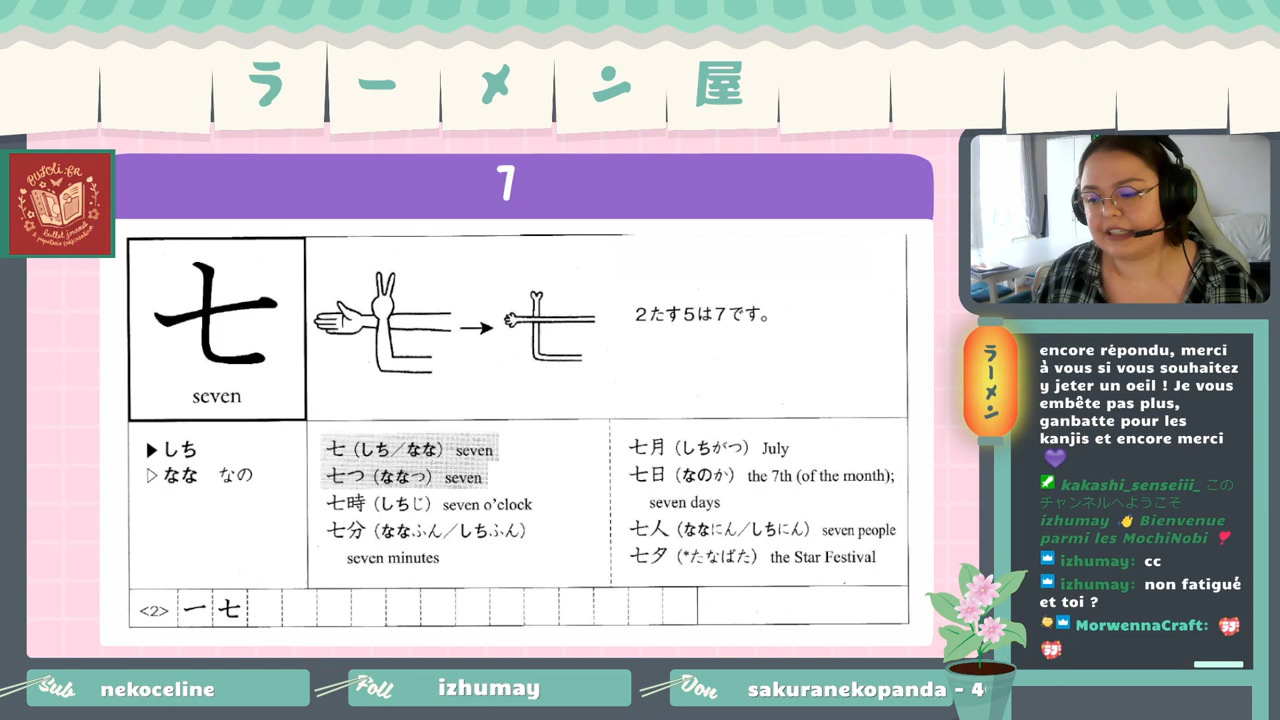 ラーメン屋
pujoli.fr
bullet journal
& papeterie (ré)créative
7
七
seven
2たす5は7です。
▶しち
▷なな なの
七(しち/なな) seven
七つ(ななつ) seven
七時(しちじ) seven o'clock
七分(ななふん/しちふん)
seven minutes
七月(しちがつ) July
七日(なのか) the 7th (of the month);
seven days
七人(ななにん/しちにん) seven people
七夕(*たなばた) the Star Festival
<2> 一 七
ラーメン
encore répondu, merci
à vous si vous souhaitez
y jeter un oeil ! Je vous
embête pas plus,
ganbatte pour les
kanjis et encore merci
kakashi_senseiii_ この
チャンネルへようこそ
izhumay 👋 Bienvenue
parmi les MochiNobi
izhumay: cc
izhumay: non fatigué
et toi ?
MorwennaCraft:
Sub nekoceline
Foll izhumay
Don sakuranekopanda - 4